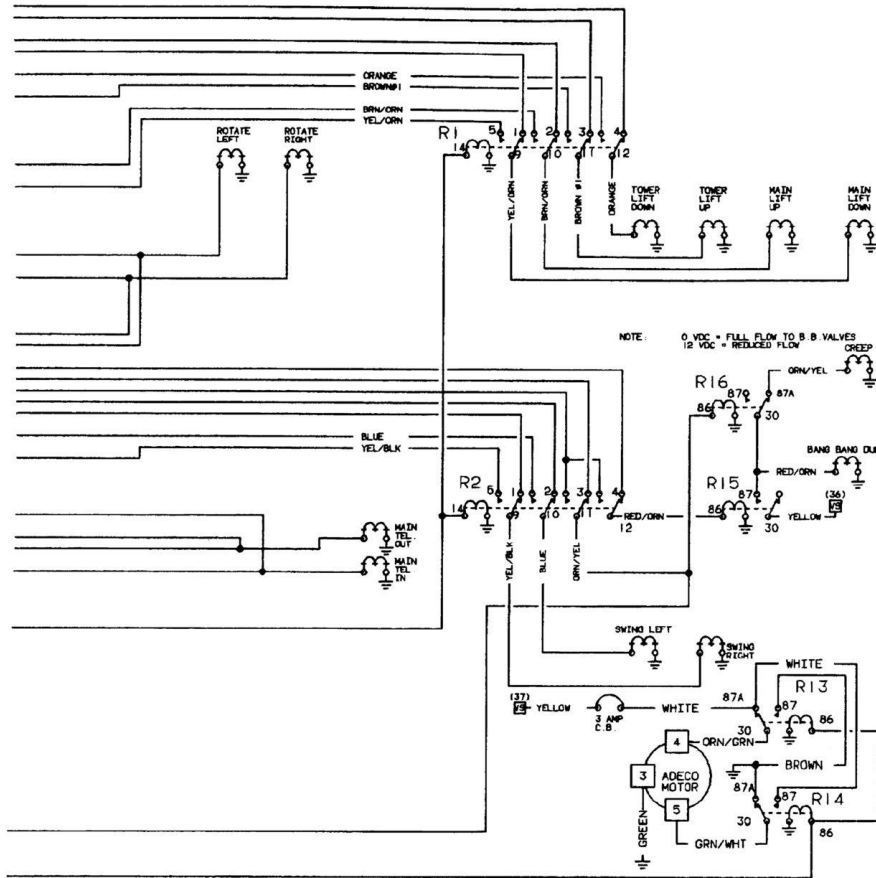 ORANGE
BROWN#1
BRN/ORN
YEL/ORN
ROTATE LEFT
ROTATE RIGHT
R1
14
5
1
2
3
4
9
10
11
12
YEL/ORN
BRN/ORN
BROWN #1
ORANGE
TOWER LIFT DOWN
TOWER LIFT UP
MAIN LIFT UP
MAIN LIFT DOWN
NOTE: 0 VDC = FULL FLOW TO B.B.VALVES
12 VDC = REDUCED FLOW
CREEP
ORN/YEL
R16
87
87A
86
30
BLUE
YEL/BLK
R2
14
5
1
2
3
4
9
10
11
12
RED/ORN
BANG BANG DU
RED/ORN
R15
87
86
30
YELLOW
(36)
VS
YEL/BLK
BLUE
ORN/YEL
MAIN TEL. OUT
MAIN TEL IN
SWING LEFT
SWING RIGHT
(37)
VS
YELLOW
3 AMP C.B.
WHITE
87A
WHITE
R13
87
86
30
ORN/GRN
4
3
ADECO MOTOR
5
BROWN
87A
87
R14
30
86
GREEN
GRN/WHT